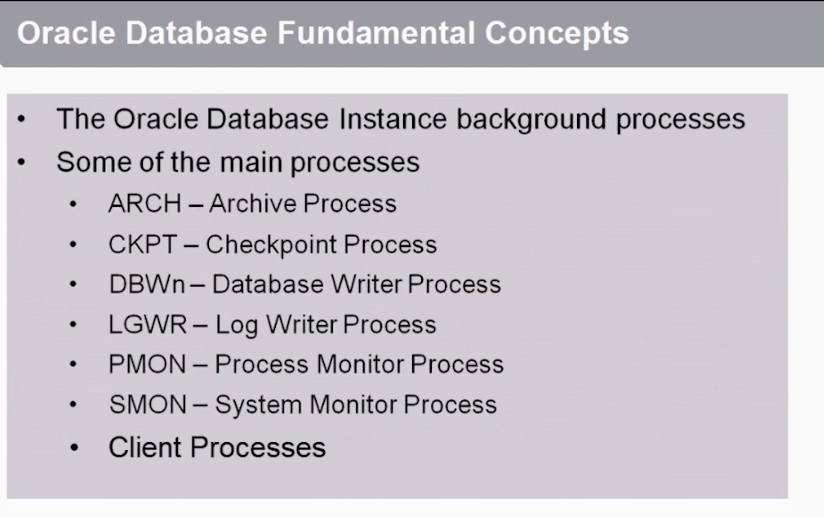 Oracle Database Fundamental Concepts
• The Oracle Database Instance background processes
• Some of the main processes
• ARCH – Archive Process
• CKPT – Checkpoint Process
• DBWn – Database Writer Process
• LGWR – Log Writer Process
• PMON – Process Monitor Process
• SMON – System Monitor Process
• Client Processes